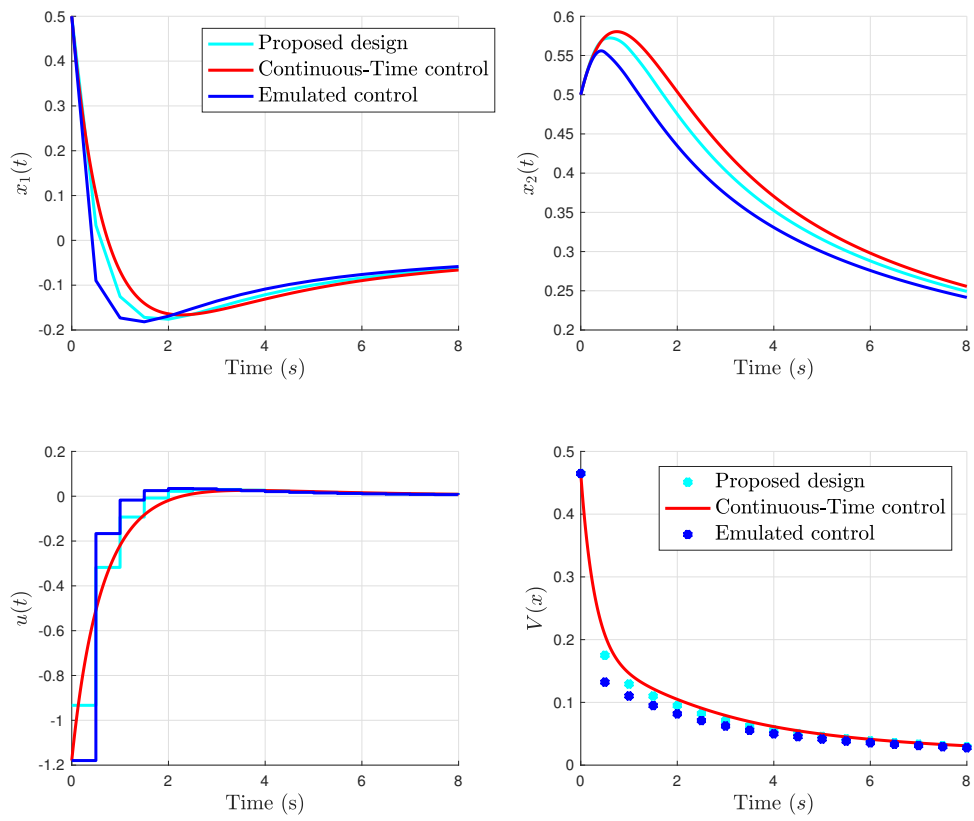 0.5
0.4
0.3
0.2
0.1
0
-0.1
-0.2
x1(t)
0 2 4 6 8
Time (s)
Proposed design
Continuous-Time control
Emulated control
0.6
0.55
0.5
0.45
0.4
0.35
0.3
0.25
0.2
x2(t)
0 2 4 6 8
Time (s)
0.2
0
-0.2
-0.4
-0.6
-0.8
-1
-1.2
u(t)
0 2 4 6 8
Time (s)
0.5
0.4
0.3
0.2
0.1
0
V(x)
0 2 4 6 8
Time (s)
Proposed design
Continuous-Time control
Emulated control